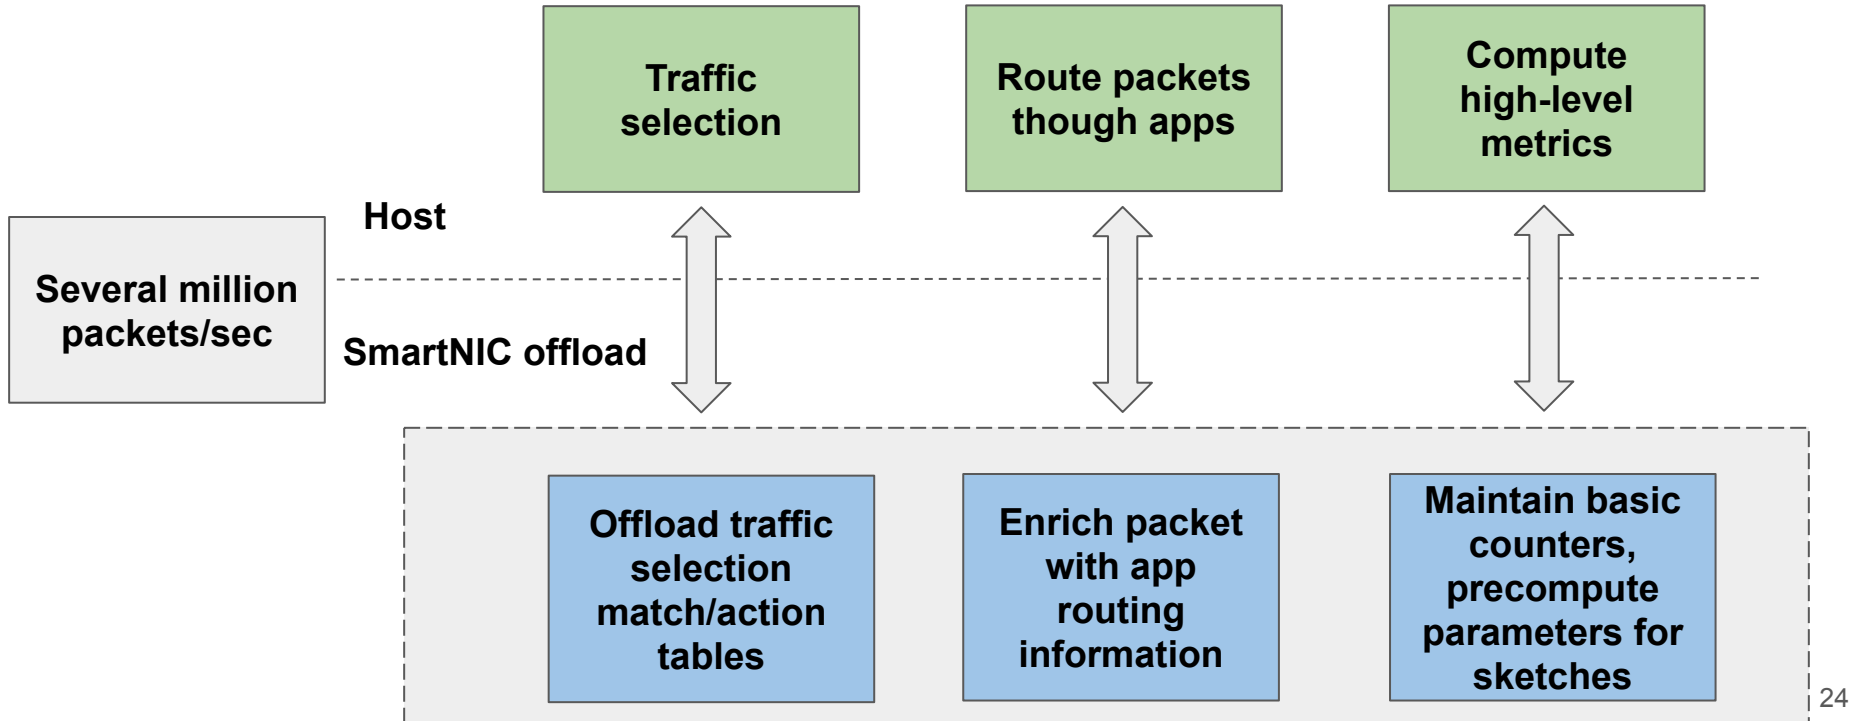 Traffic
selection
Route packets
though apps
Compute
high-level
metrics
Host
Several million
packets/sec
SmartNIC offload
Offload traffic
selection
match/action
tables
Enrich packet
with app
routing
information
Maintain basic
counters,
precompute
parameters for
sketches
24